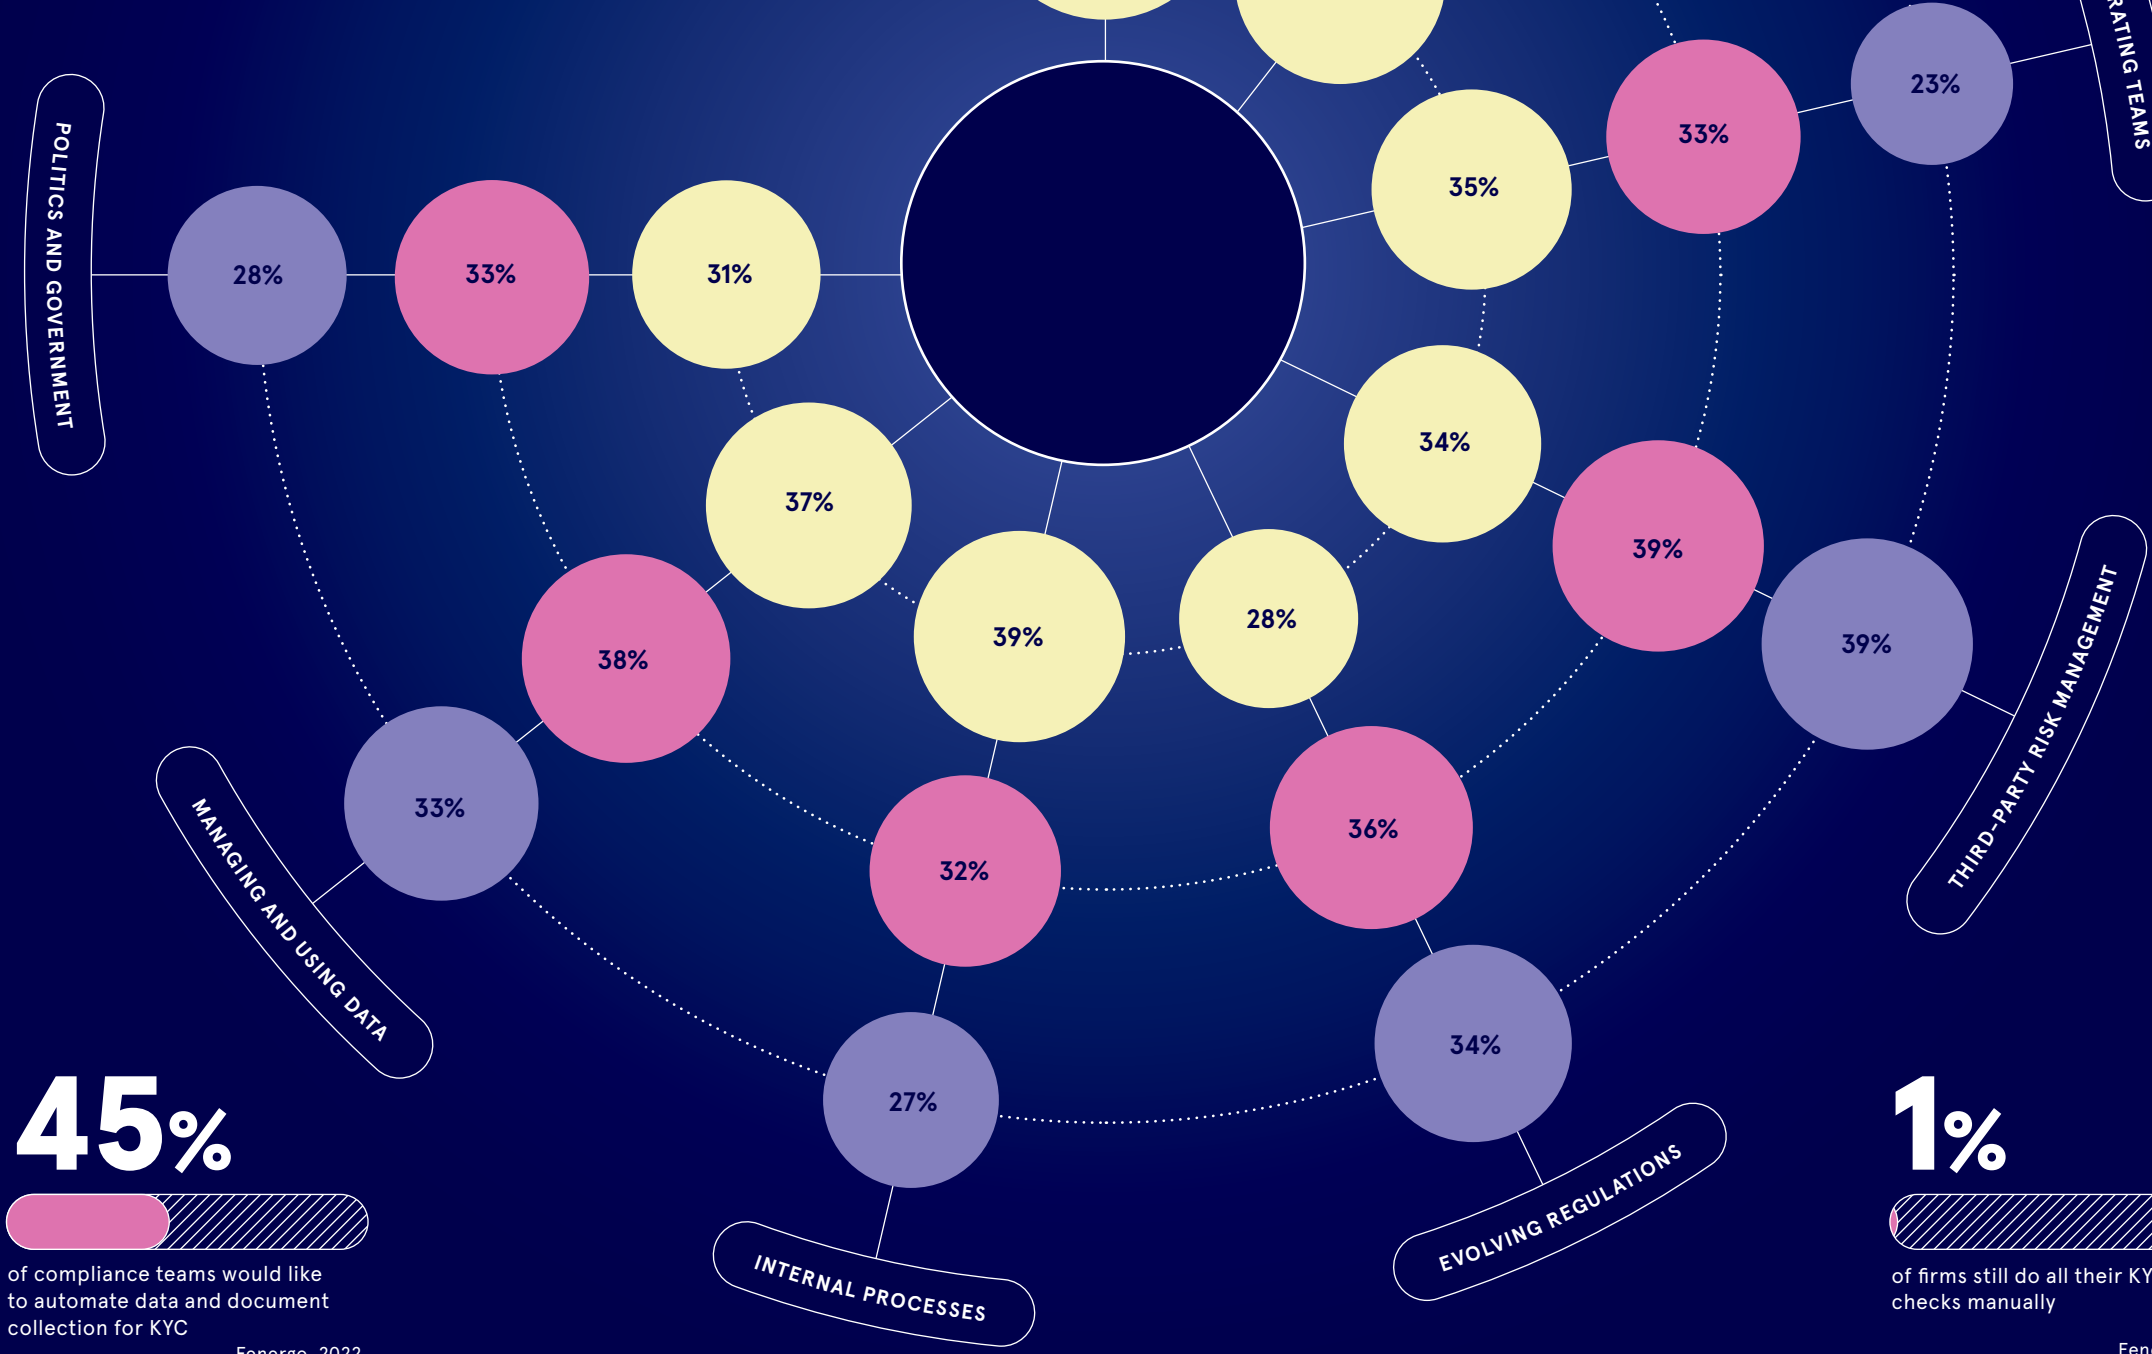 23%
33%
35%
RATING TEAMS
POLITICS AND GOVERNMENT
28%
33%
31%
34%
37%
39%
39%
28%
39%
38%
33%
32%
36%
34%
27%
THIRD-PARTY RISK MANAGEMENT
MANAGING AND USING DATA
INTERNAL PROCESSES
EVOLVING REGULATIONS
45%
of compliance teams would like
to automate data and document
collection for KYC
Fenergo, 2022
1%
of firms still do all their KY
checks manually
Fen